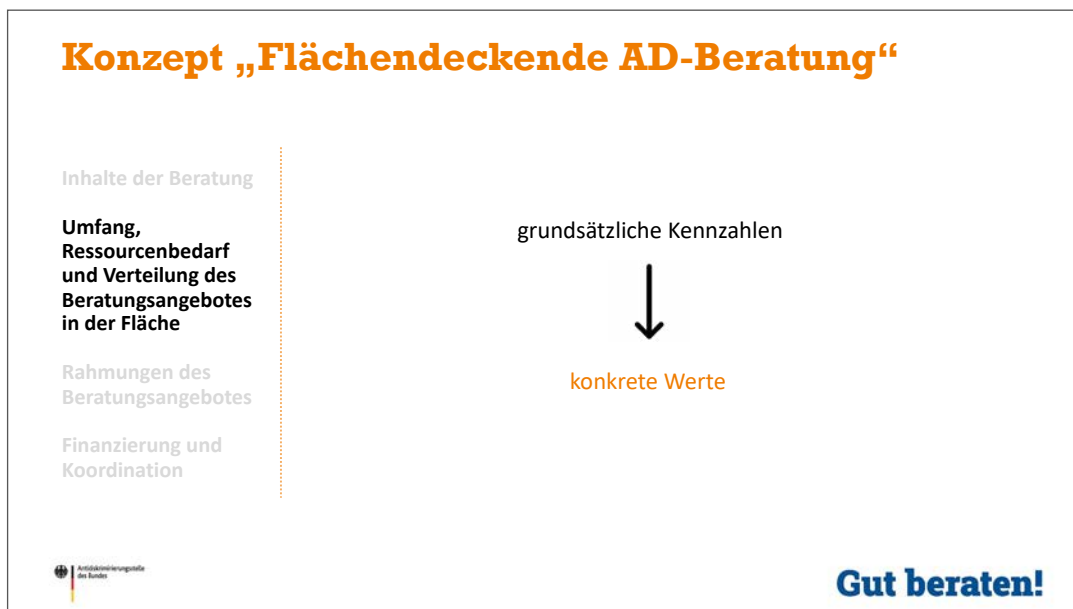 Konzept „Flächendeckende AD-Beratung“
Inhalte der Beratung
Umfang,
Ressourcenbedarf
und Verteilung des
Beratungsangebotes
in der Fläche
Rahmungen des
Beratungsangebotes
Finanzierung und
Koordination
grundsätzliche Kennzahlen
konkrete Werte
Antidiskriminierungsstelle
des Bundes
Gut beraten!